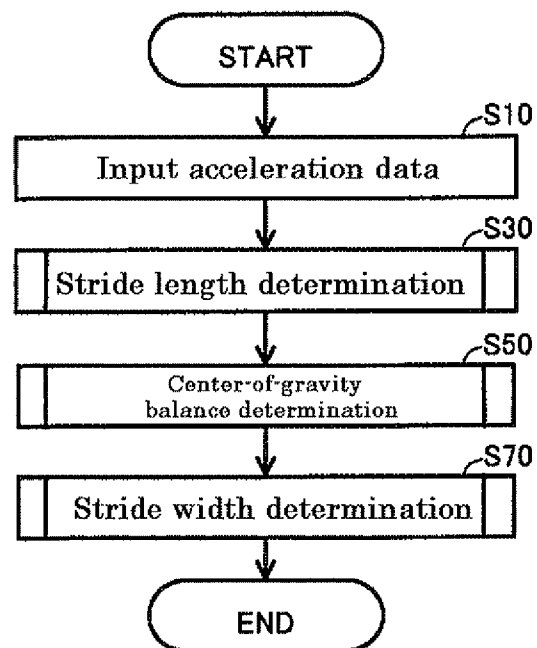 START
S10
Input acceleration data
S30
Stride length determination
S50
Center-of-gravity
balance determination
S70
Stride width determination
END